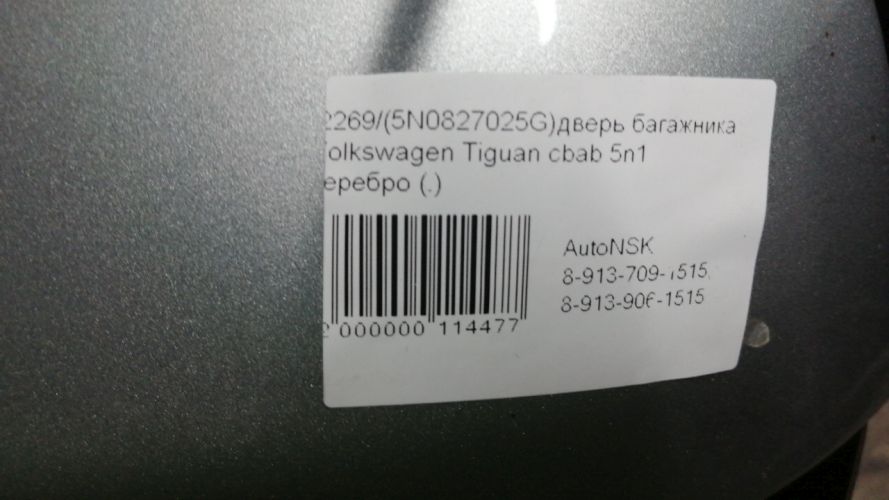 2269/(5N0827025G)дверь багажника
olkswagen Tiguan cbab 5n1
еребро (.)
AutoNSK
8-913-709-1515,
8-913-906-1515
2 000000 114477